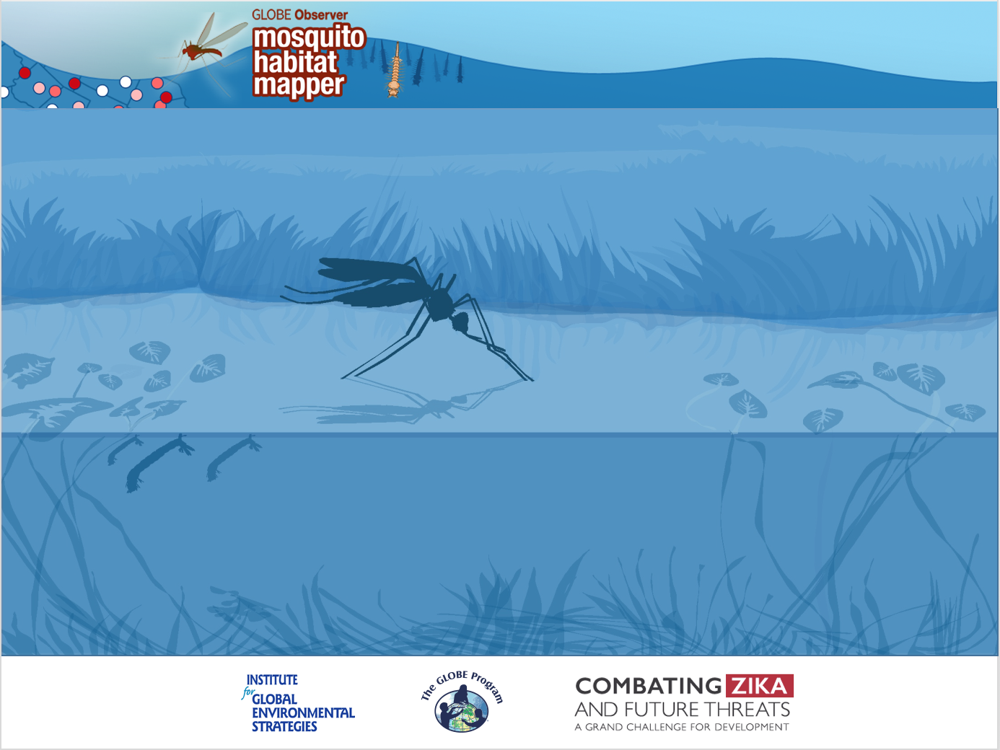 GLOBE Observer
mosquito
habitat
mapper
INSTITUTE
for
GLOBAL
ENVIRONMENTAL
STRATEGIES
The GLOBE Program
COMBATING ZIKA
AND FUTURE THREATS
A GRAND CHALLENGE FOR DEVELOPMENT